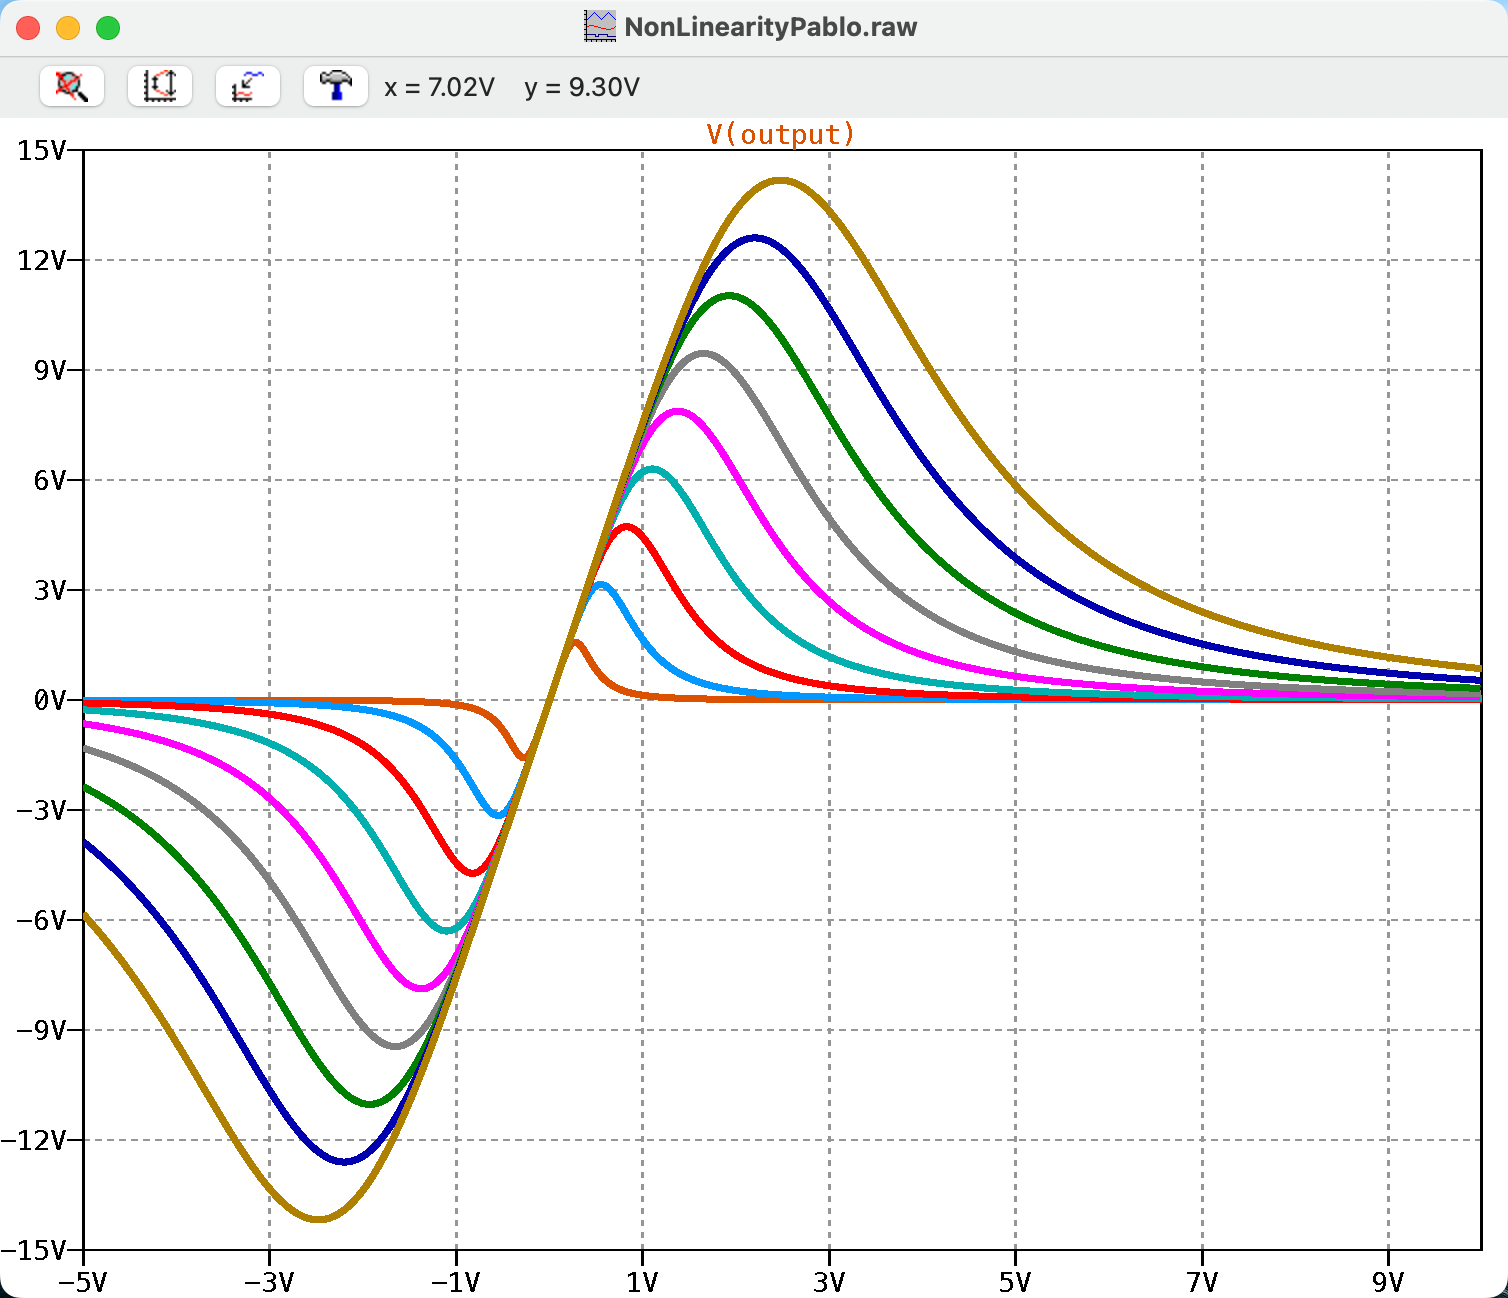 NonLinearityPablo.raw
x = 7.02V y = 9.30V
V(output)
15V
12V
9V
6V
3V
0V
−3V
−6V
−9V
−12V
−15V
−5V −3V −1V 1V 3V 5V 7V 9V